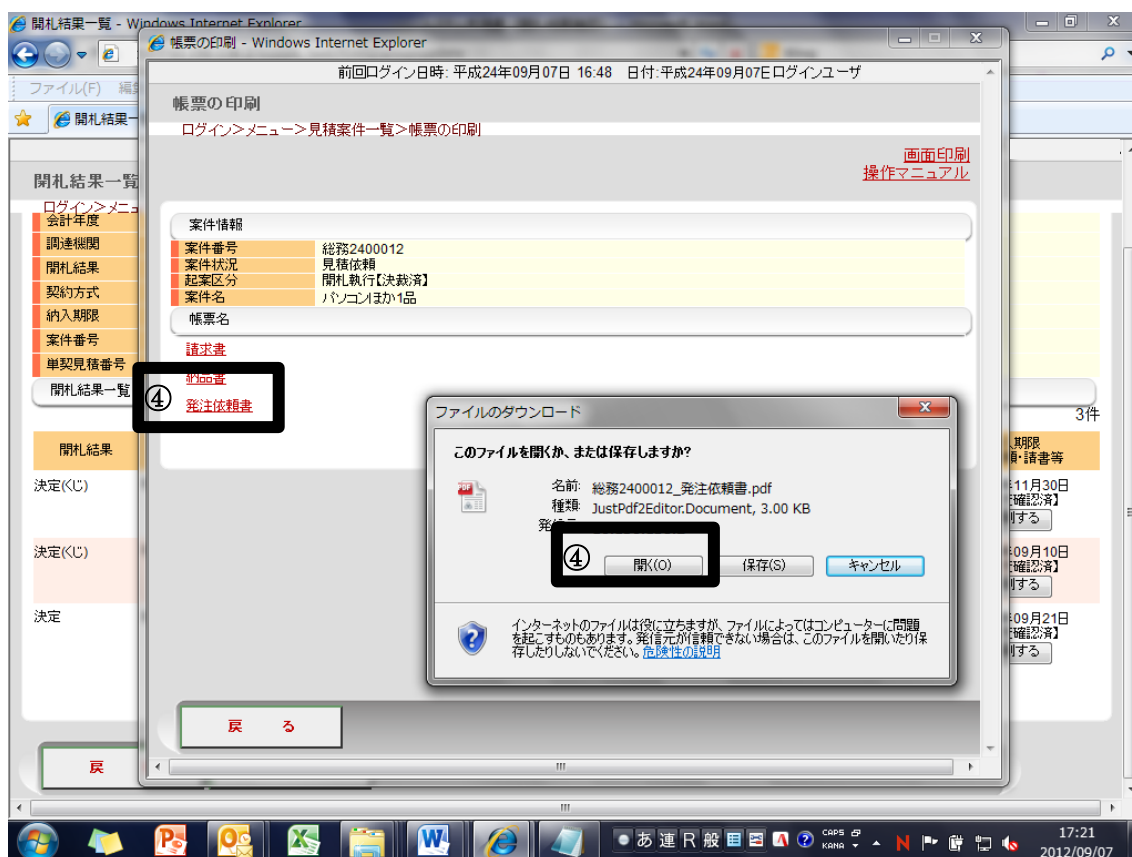 開札結果一覧 - Windows Internet Explorer
帳票の印刷 - Windows Internet Explorer
前回ログイン日時: 平成24年09月07日 16:48 日付:平成24年09月07日 ログインユーザ
ファイル(F)
開札結果一
帳票の印刷
ログイン＞メニュー＞見積案件一覧＞帳票の印刷
画面印刷
操作マニュアル
開札結果一覧
ログイン＞メニュ
会計年度
調達機関
開札結果
契約方式
納入期限
案件番号
単契見積番号
開札結果一覧
案件情報
案件番号 総務2400012
案件状況 見積依頼
起案区分 開札執行【決裁済】
案件名 パソコンほか1品
帳票名
請求書
納品書
④ 発注依頼書
3件
開札結果
期限
・請書等
決定(くじ)
11月30日
確認済】
する
決定(くじ)
09月10日
確認済】
する
決定
09月21日
確認済】
する
ファイルのダウンロード
このファイルを開くか、または保存しますか?
名前: 総務2400012_発注依頼書.pdf
種類: JustPdf2Editor.Document, 3.00 KB
④ 開く(O) 保存(S) キャンセル
インターネットのファイルは役に立ちますが、ファイルによってはコンピューターに問題
を起こすものもあります。発信元が信頼できない場合は、このファイルを開いたり保
存したりしないでください。危険性の説明
戻 る
戻
あ 連 R 般 CAPS KANA
17:21
2012/09/07